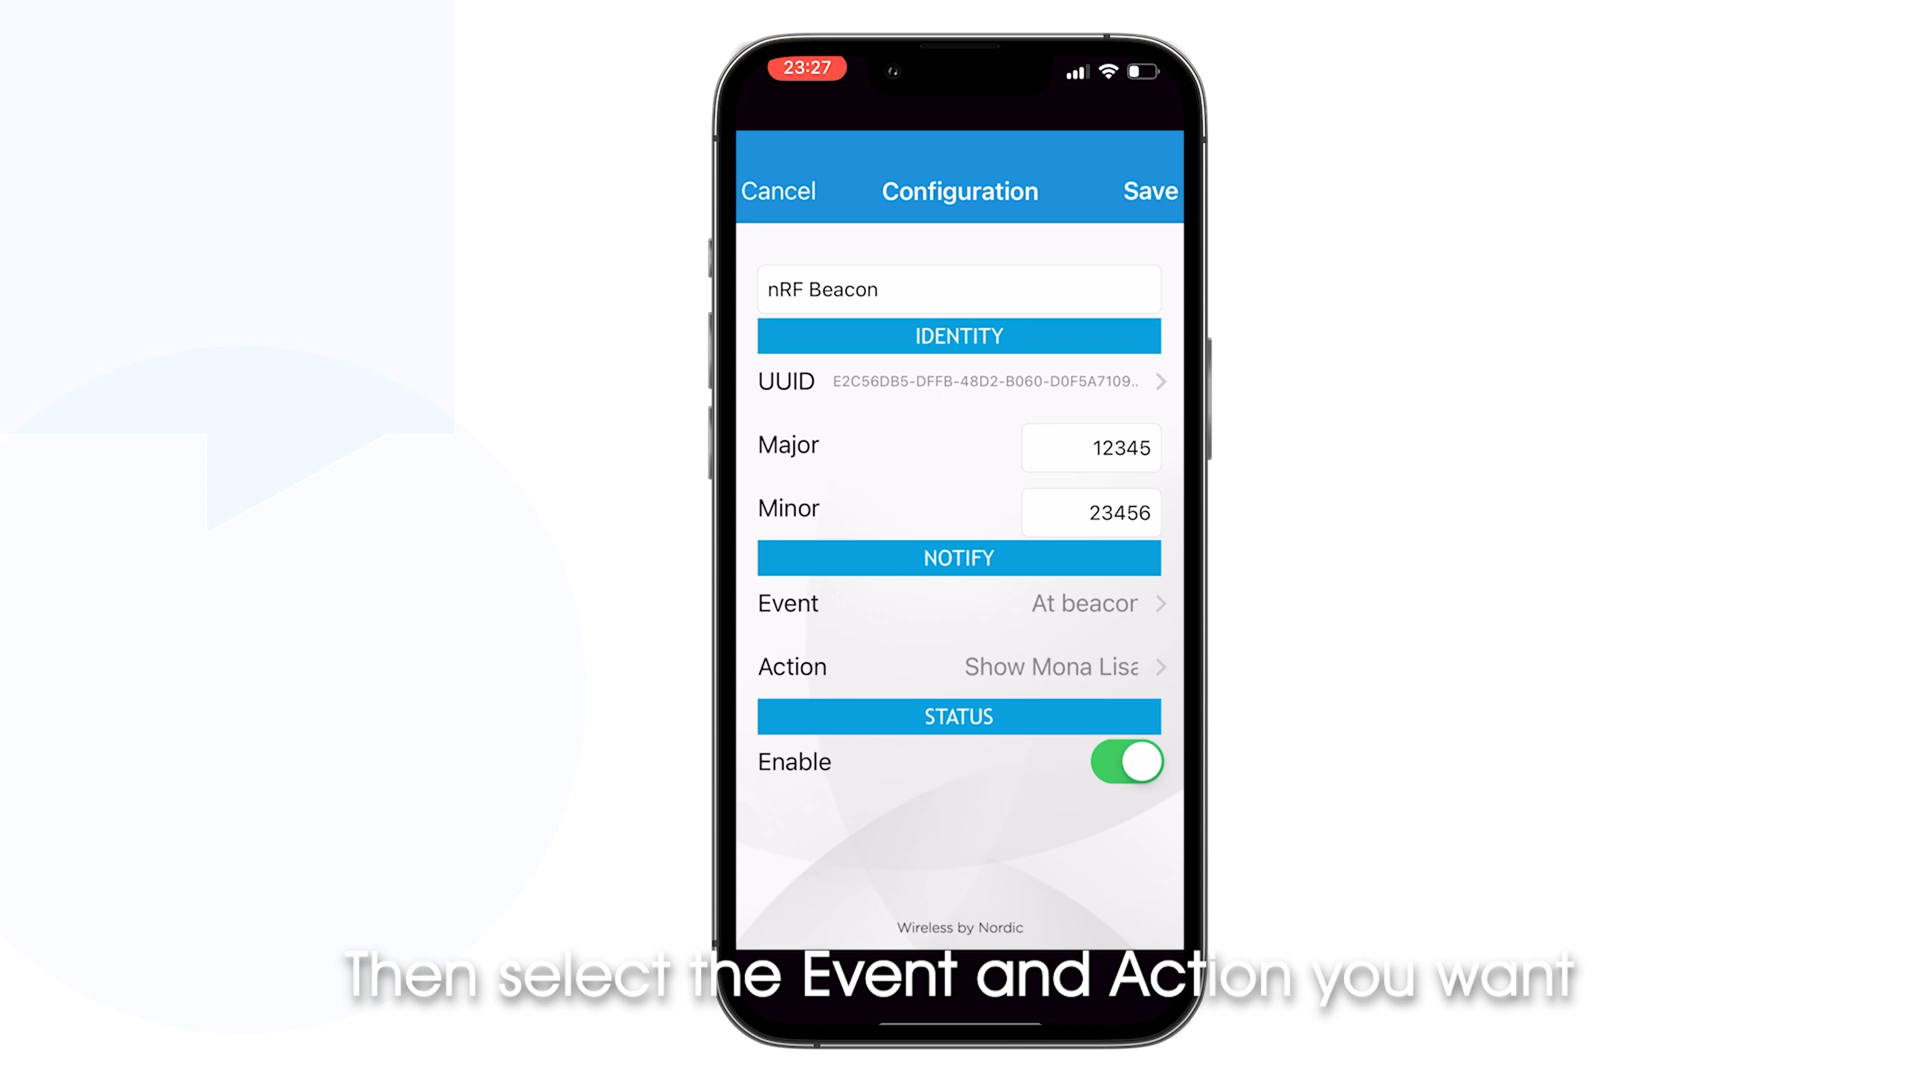 23:27
Cancel Configuration Save
nRF Beacon
IDENTITY
UUID E2C56DB5-DFFB-48D2-B060-D0F5A7109..
Major 12345
Minor 23456
NOTIFY
Event At beacon
Action Show Mona Lisa
STATUS
Enable
Wireless by Nordic
Then select the Event and Action you want